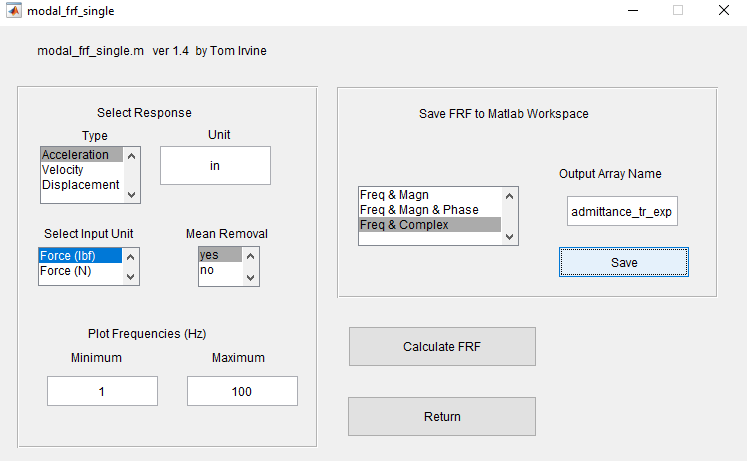 modal_frf_single
modal_frf_single.m ver 1.4 by Tom Irvine
Select Response
Type
Unit
Acceleration
Velocity
Displacement
in
Select Input Unit
Mean Removal
Force (lbf)
Force (N)
yes
no
Plot Frequencies (Hz)
Minimum
Maximum
1
100
Save FRF to Matlab Workspace
Output Array Name
Freq & Magn
Freq & Magn & Phase
Freq & Complex
admittance_tr_exp
Save
Calculate FRF
Return